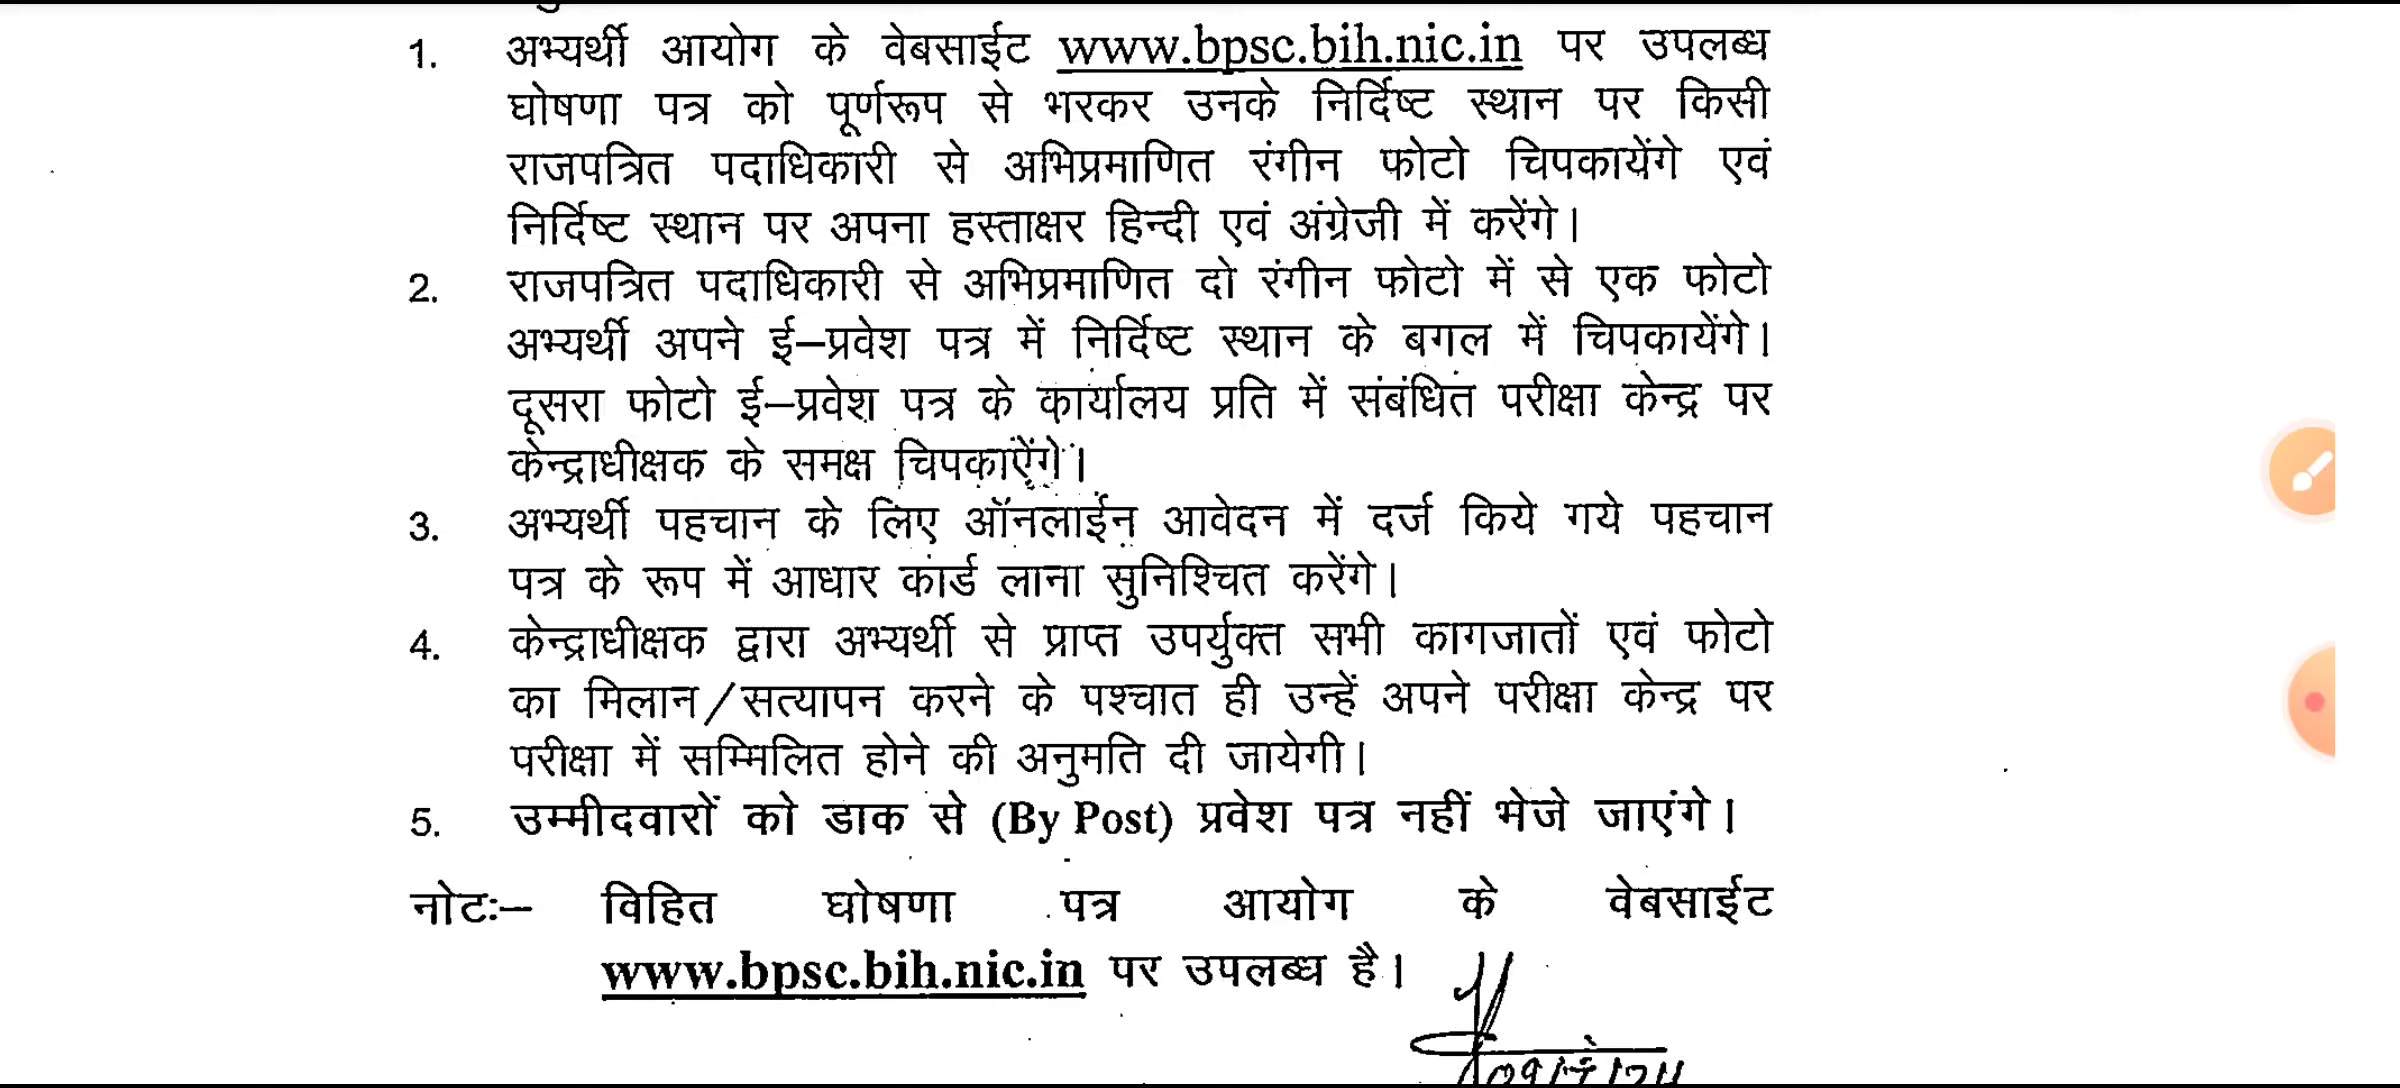 1. अभ्यर्थी आयोग के वेबसाईट www.bpsc.bih.nic.in पर उपलब्ध
घोषणा पत्र को पूर्णरूप से भरकर उनके निर्दिष्ट स्थान पर किसी
राजपत्रित पदाधिकारी से अभिप्रमाणित रंगीन फोटो चिपकायेंगे एवं
निर्दिष्ट स्थान पर अपना हस्ताक्षर हिन्दी एवं अंग्रेजी में करेंगे।
2. राजपत्रित पदाधिकारी से अभिप्रमाणित दो रंगीन फोटो में से एक फोटो
अभ्यर्थी अपने ई–प्रवेश पत्र में निर्दिष्ट स्थान के बगल में चिपकायेंगे।
दूसरा फोटो ई–प्रवेश पत्र के कार्यालय प्रति में संबंधित परीक्षा केन्द्र पर
केन्द्राधीक्षक के समक्ष चिपकाऐंगे।
3. अभ्यर्थी पहचान के लिए ऑनलाईन आवेदन में दर्ज किये गये पहचान
पत्र के रूप में आधार कार्ड लाना सुनिश्चित करेंगे।
4. केन्द्राधीक्षक द्वारा अभ्यर्थी से प्राप्त उपर्युक्त सभी कागजातों एवं फोटो
का मिलान/सत्यापन करने के पश्चात ही उन्हें अपने परीक्षा केन्द्र पर
परीक्षा में सम्मिलित होने की अनुमति दी जायेगी।
5. उम्मीदवारों को डाक से (By Post) प्रवेश पत्र नहीं भेजे जाएंगे।
नोटः– विहित घोषणा पत्र आयोग के वेबसाईट
www.bpsc.bih.nic.in पर उपलब्ध है।